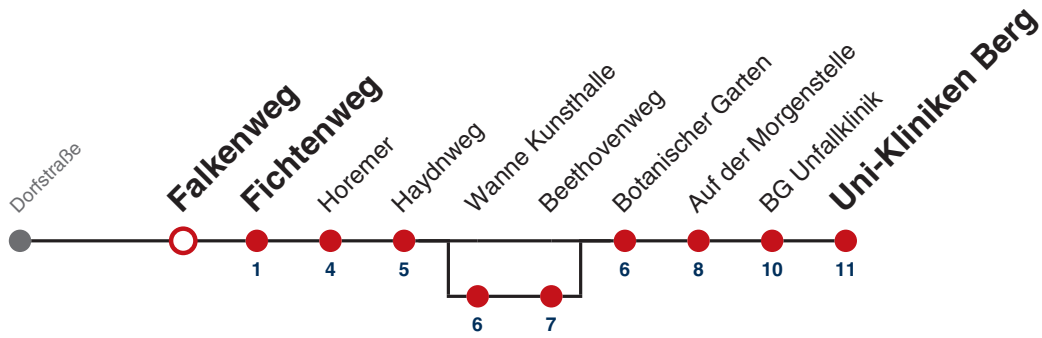 Dorfstraße
Falkenweg
Fichtenweg
Horemer
Haydnweg
Wanne Kunsthalle
Beethovenweg
Botanischer Garten
Auf der Morgenstelle
BG Unfallklinik
Uni-Kliniken Berg
1
4
5
6
8
10
11
6
7